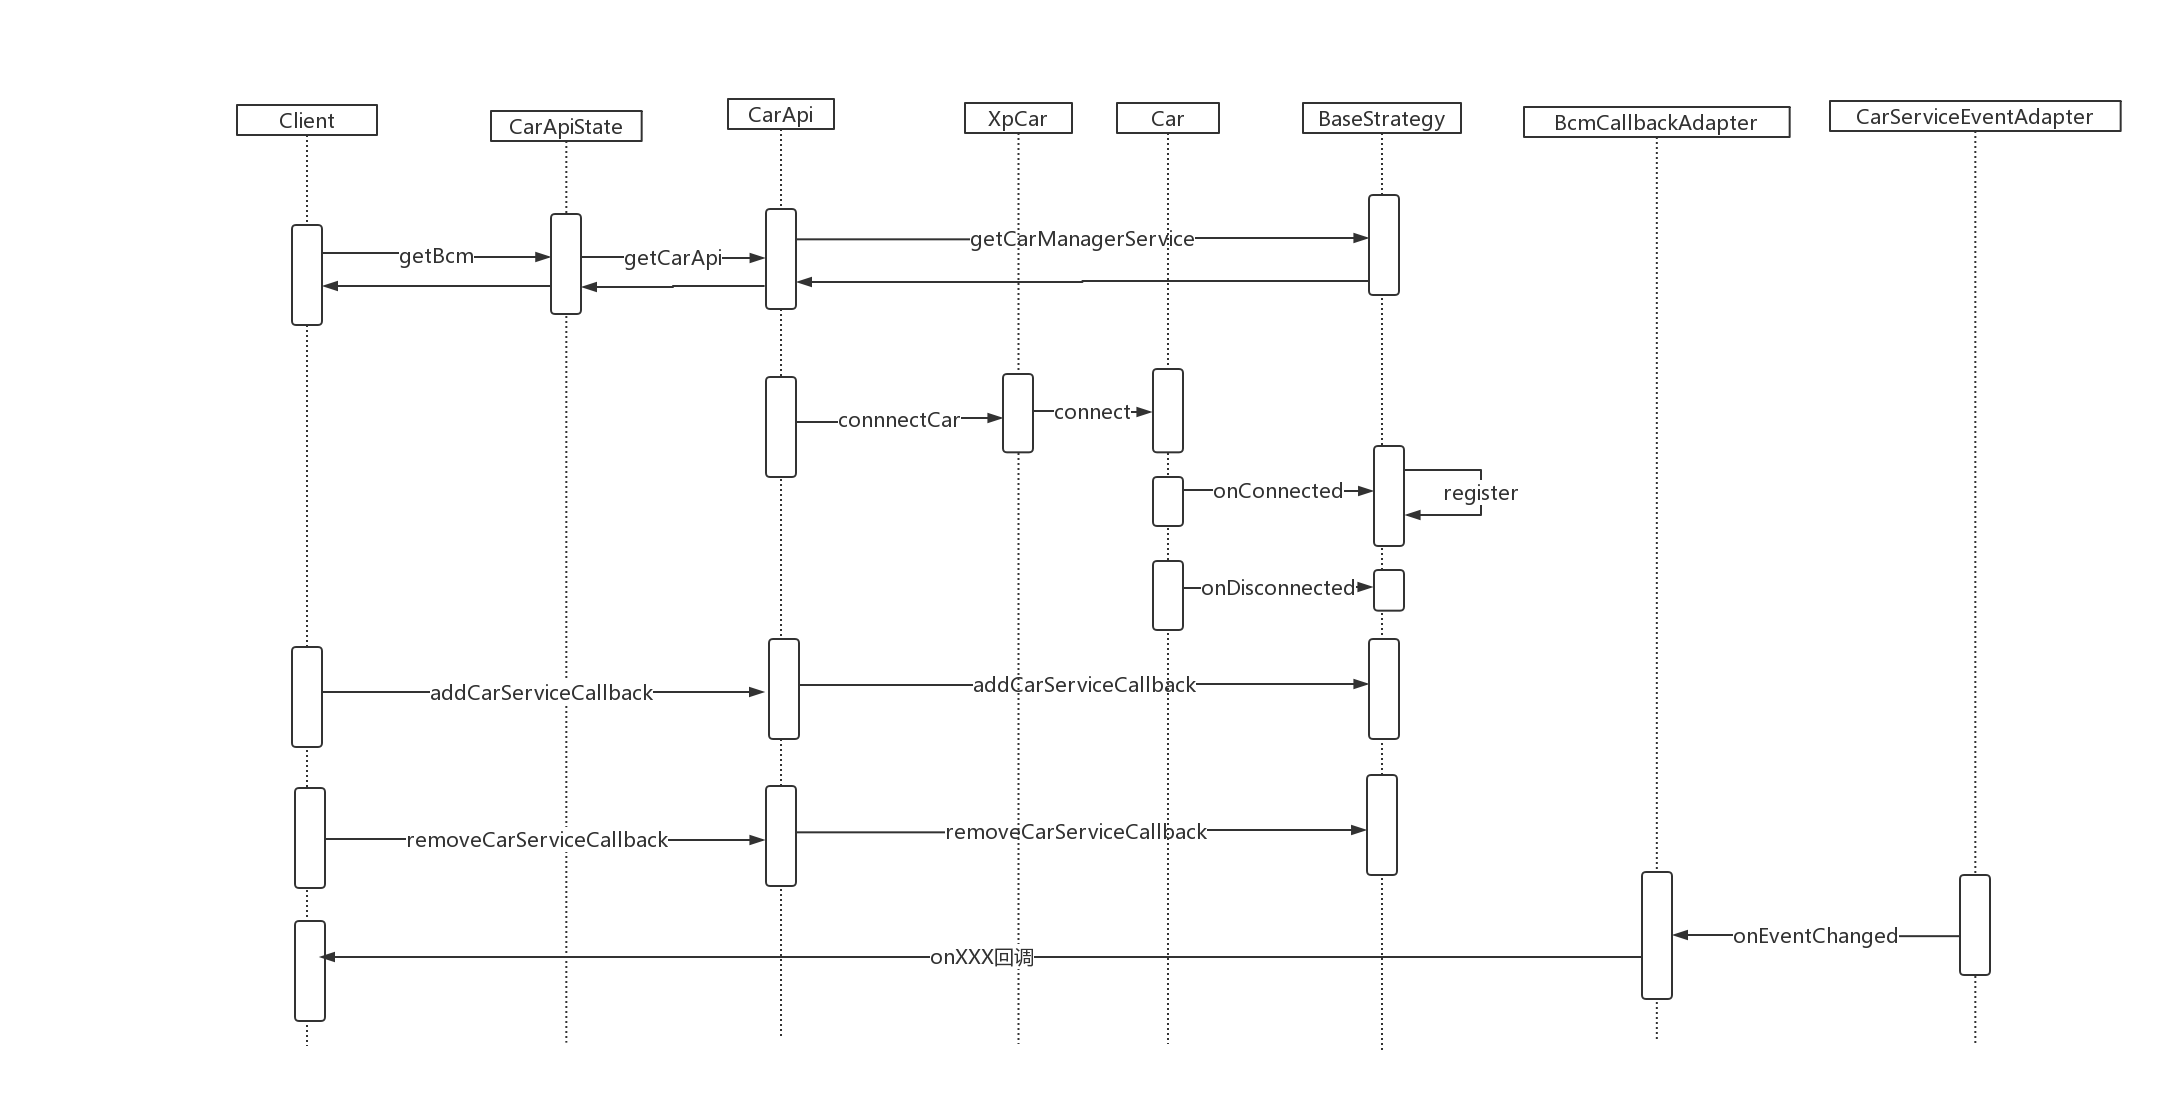 Client
CarApiState
CarApi
XpCar
Car
BaseStrategy
BcmCallbackAdapter
CarServiceEventAdapter
getBcm
getCarApi
getCarManagerService
connnectCar
connect
onConnected
register
onDisconnected
addCarServiceCallback
addCarServiceCallback
removeCarServiceCallback
removeCarServiceCallback
onEventChanged
onXXX回调